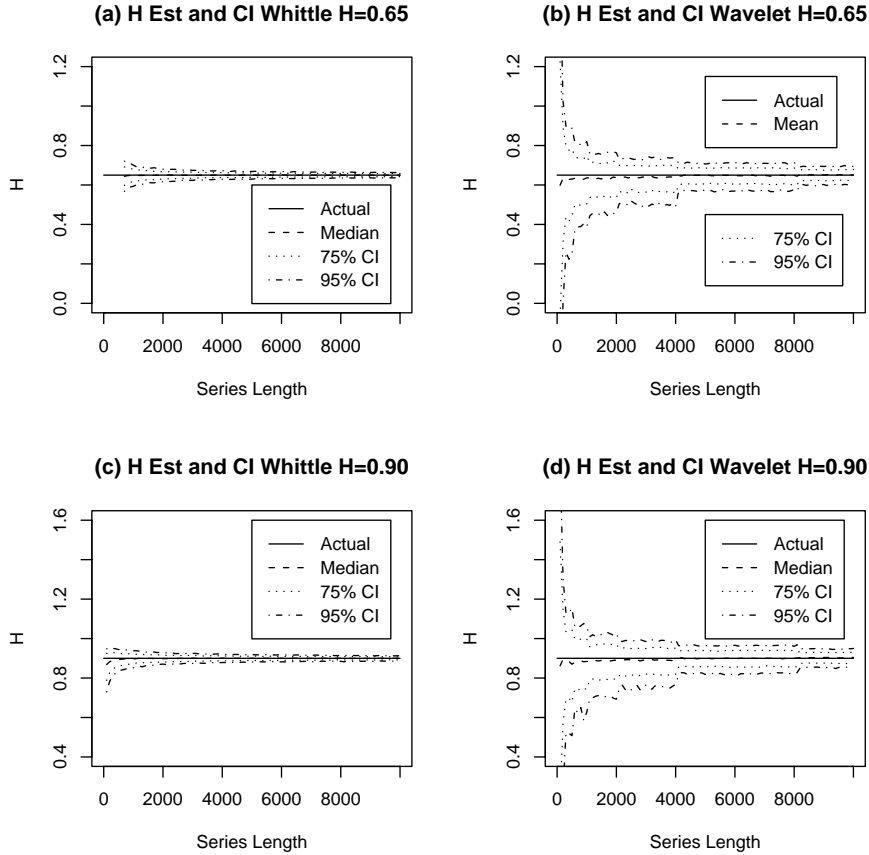 (a) H Est and CI Whittle H=0.65
H
0.0
0.4
0.8
1.2
Actual
Median
75% CI
95% CI
0
2000
4000
6000
8000
Series Length
(b) H Est and CI Wavelet H=0.65
H
0.0
0.4
0.8
1.2
Actual
Mean
75% CI
95% CI
0
2000
4000
6000
8000
Series Length
(c) H Est and CI Whittle H=0.90
H
0.4
0.8
1.2
1.6
Actual
Median
75% CI
95% CI
0
2000
4000
6000
8000
Series Length
(d) H Est and CI Wavelet H=0.90
H
0.4
0.8
1.2
1.6
Actual
Median
75% CI
95% CI
0
2000
4000
6000
8000
Series Length